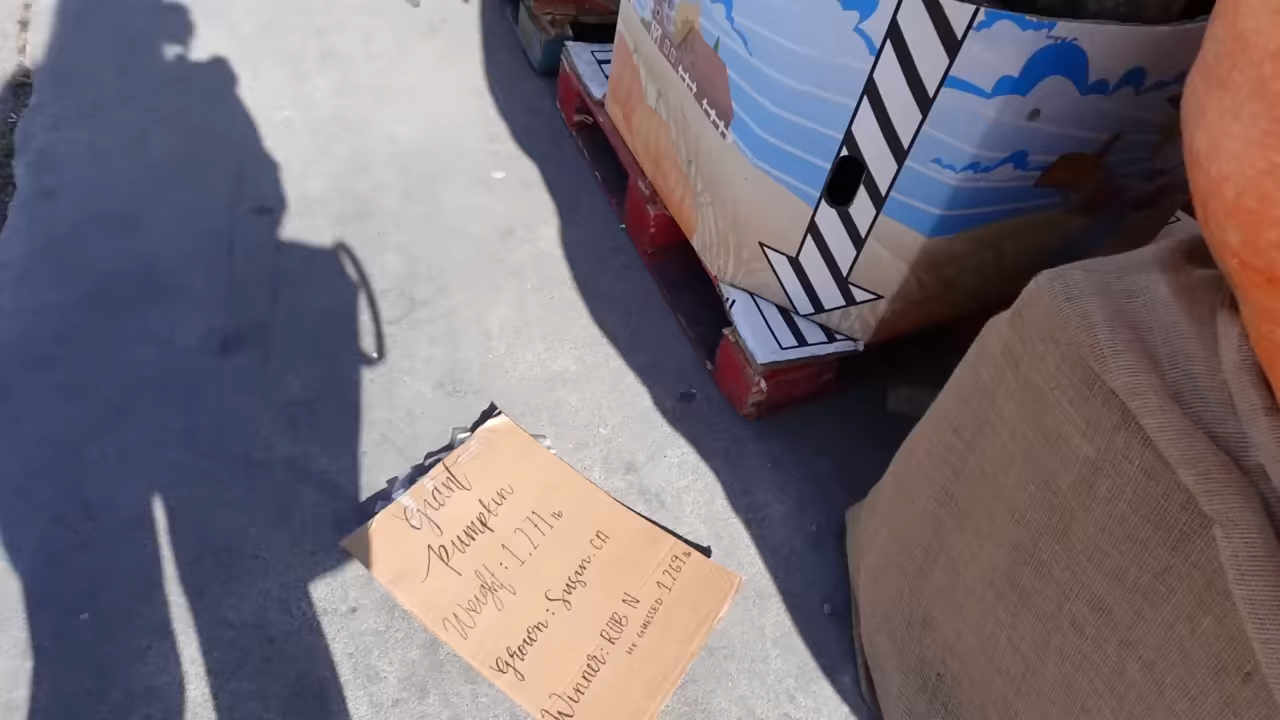 Giant
Pumpkin
Weight: 1,271 lb
Grown: Susun, CA
Winner: ROB N
HE GUESSED 1,269 lb